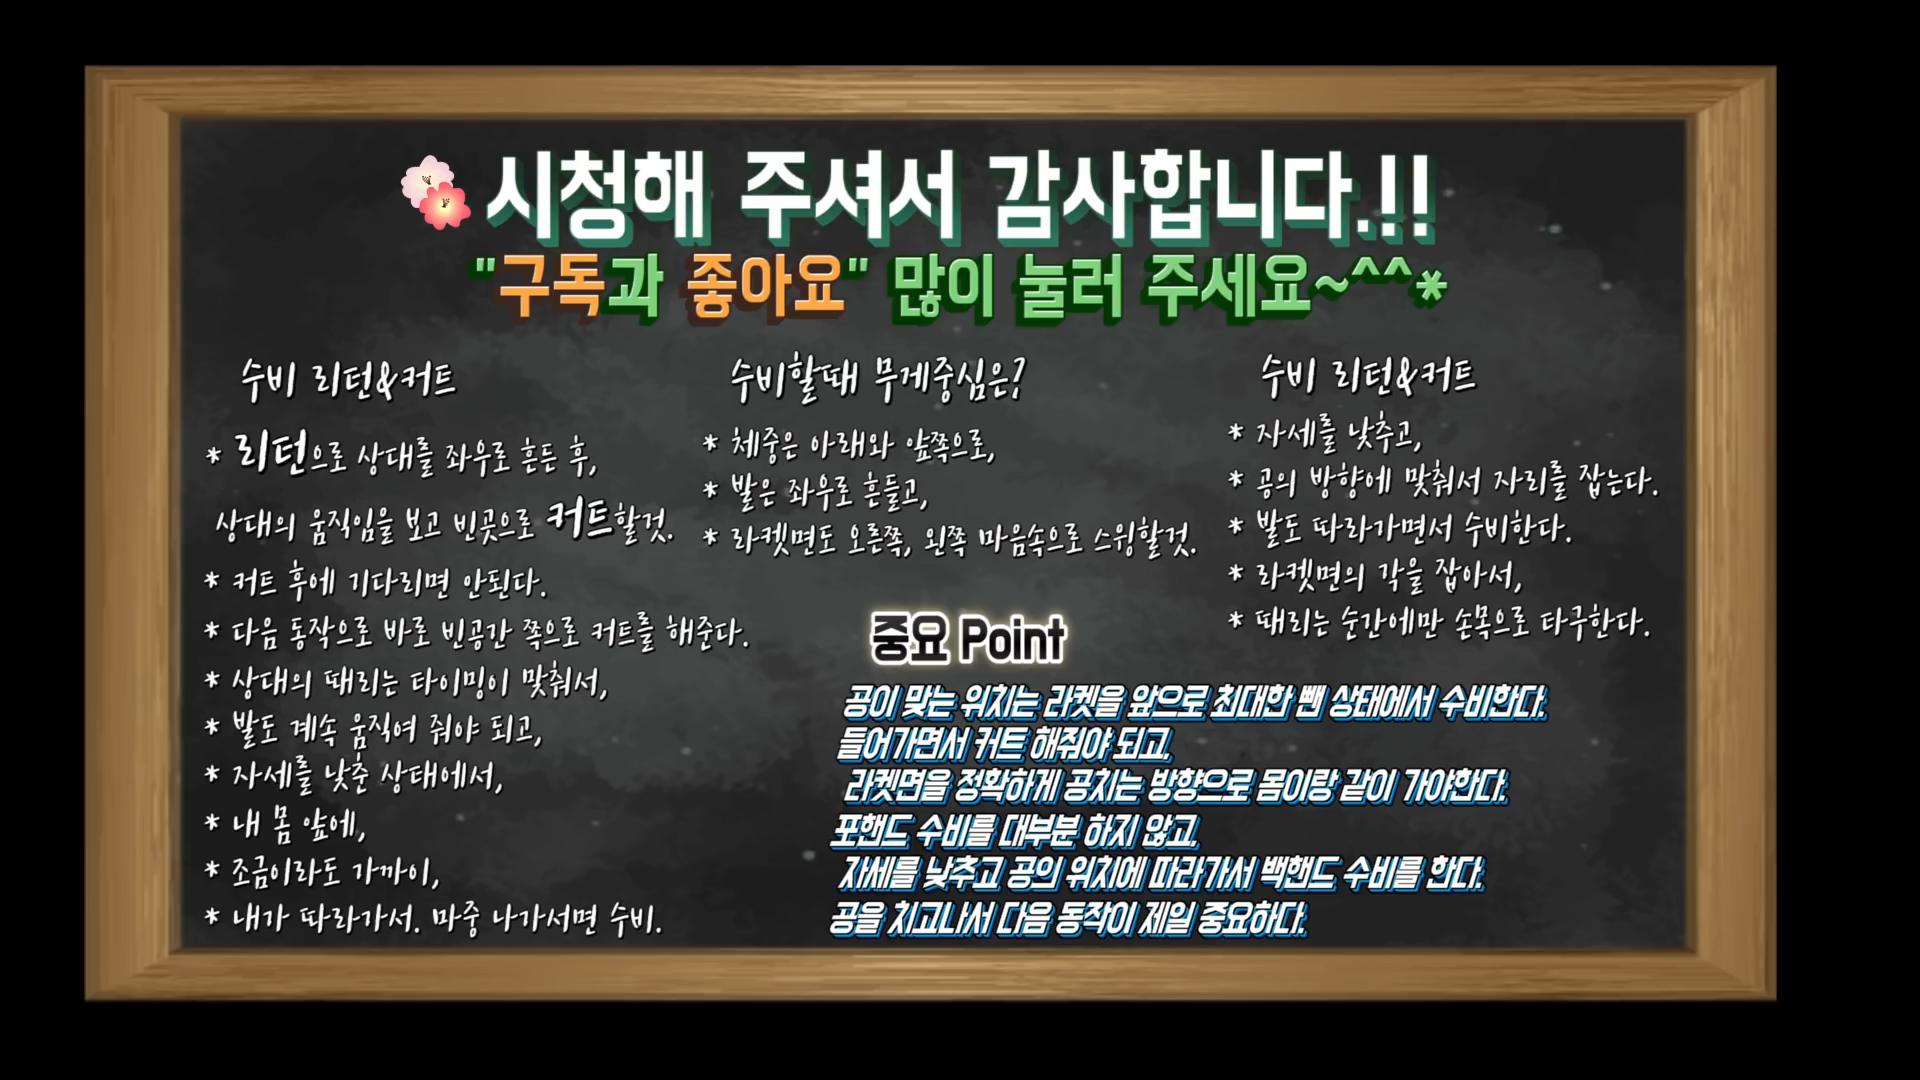 시청해 주셔서 감사합니다.!!
"구독과 좋아요" 많이 눌러 주세요~^^*
수비 리턴&커트
* 리턴으로 상대를 좌우로 흔든 후,
상대의 움직임을 보고 빈곳으로 커트할것.
* 커트 후에 기다리면 안된다.
* 다음 동작으로 바로 빈공간 쪽으로 커트를 해준다.
* 상대의 때리는 타이밍이 맞춰서,
* 발도 계속 움직여 줘야 되고,
* 자세를 낮춘 상태에서,
* 내 몸 앞에,
* 조금이라도 가까이,
* 내가 따라가서. 마중 나가서면 수비.
수비할때 무게중심은?
* 체중은 아래와 앞쪽으로,
* 발은 좌우로 흔들고,
* 라켓면도 오른쪽, 왼쪽 마음속으로 스윙할것.
수비 리턴&커트
* 자세를 낮추고,
* 공의 방향에 맞춰서 자리를 잡는다.
* 발도 따라가면서 수비한다.
* 라켓면의 각을 잡아서,
* 때리는 순간에만 손목으로 타구한다.
중요 Point
공이 맞는 위치는 라켓을 앞으로 최대한 뺀 상태에서 수비한다.
들어가면서 커트 해줘야 되고,
라켓면을 정확하게 공치는 방향으로 몸이랑 같이 가야한다.
포핸드 수비를 대부분 하지 않고,
자세를 낮추고 공의 위치에 따라가서 백핸드 수비를 한다.
공을 치고나서 다음 동작이 제일 중요하다.